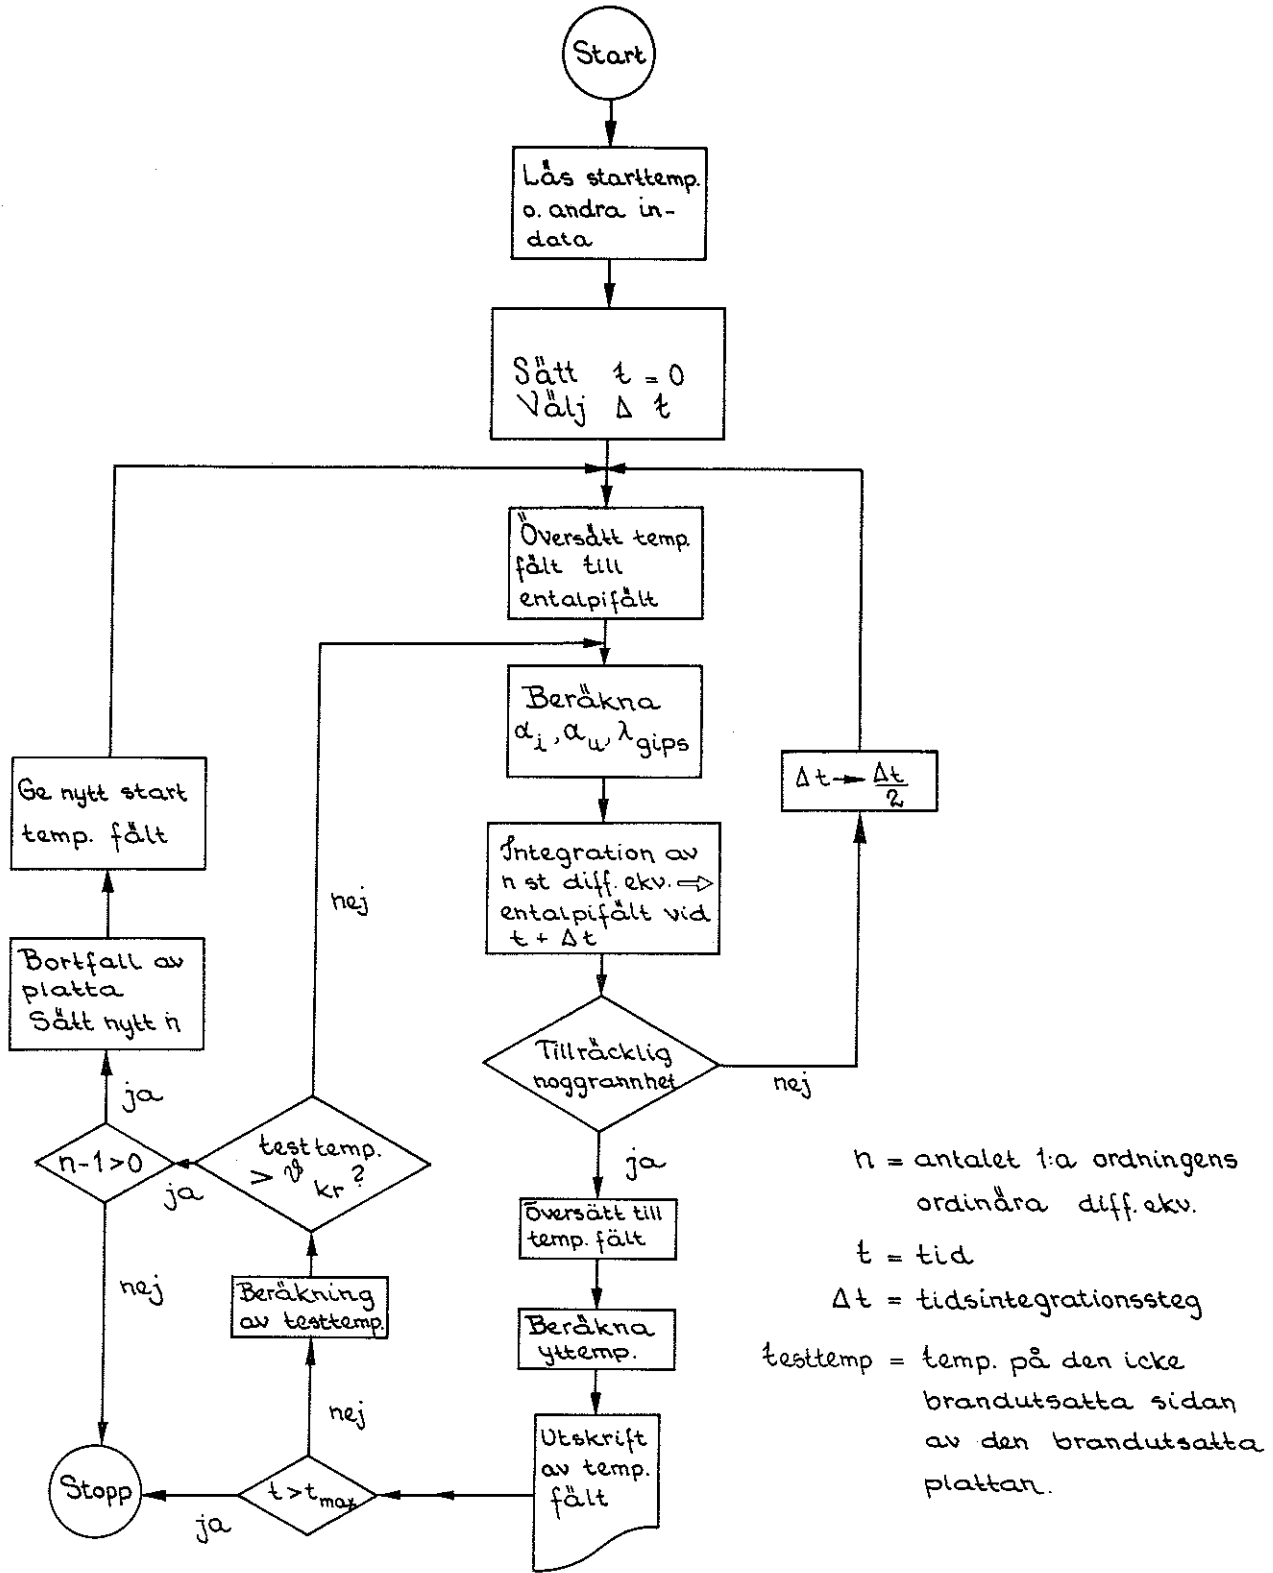 Start
Läs starttemp.
o. andra in-
data
Sätt t = 0
Välj Δ t
Översätt temp.
fält till
entalpifält
Beräkna
α_i, α_u, λ_gips
Δt → Δt/2
Ge nytt start
temp. fält
Integration av
n st diff. ekv. ⇒
entalpifält vid
t + Δt
nej
Bortfall av
platta
Sätt nytt n
Tillräcklig
noggrannhet
nej
ja
testtemp.
> ϑ_kr ?
n-1>0
ja
ja
n = antalet 1:a ordningens
ordinära diff. ekv.
översätt till
temp. fält
t = tid
nej
Beräkning
av testtemp.
Δt = tidsintegrationssteg
Beräkna
yttemp.
testtemp = temp. på den icke
brandutsatta sidan
av den brandutsatta
plattan.
nej
Utskrift
av temp.
fält
Stopp
t > t_max
ja